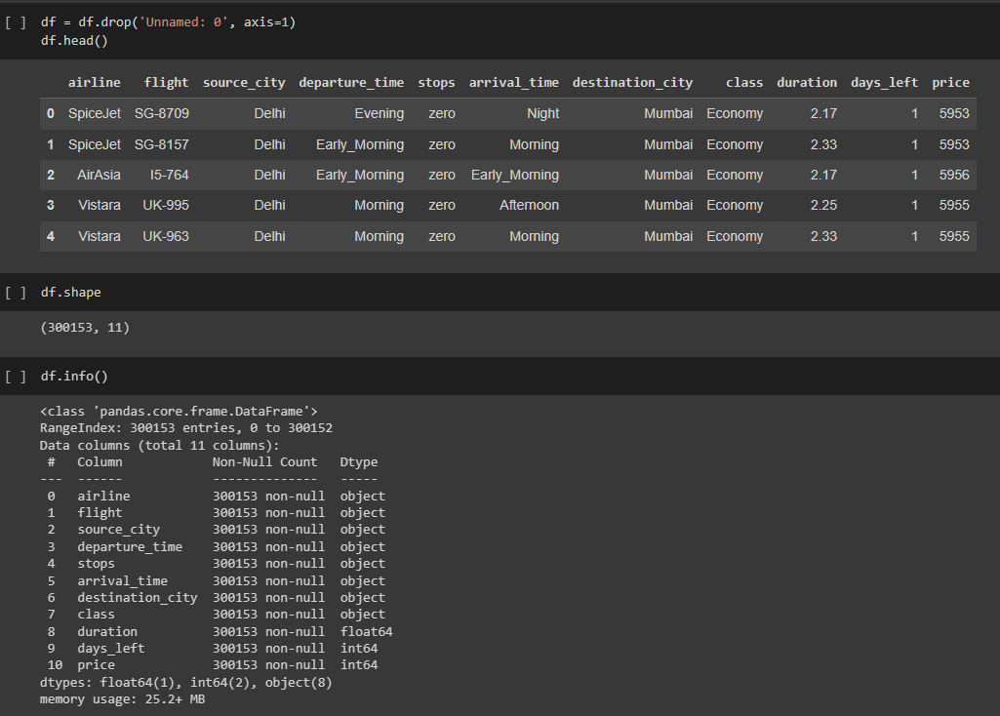 [ ] df = df.drop('Unnamed: 0', axis=1)
df.head()
airline flight source_city departure_time stops arrival_time destination_city class duration days_left price
0 SpiceJet SG-8709 Delhi Evening zero Night Mumbai Economy 2.17 1 5953
1 SpiceJet SG-8157 Delhi Early_Morning zero Morning Mumbai Economy 2.33 1 5953
2 AirAsia I5-764 Delhi Early_Morning zero Early_Morning Mumbai Economy 2.17 1 5956
3 Vistara UK-995 Delhi Morning zero Afternoon Mumbai Economy 2.25 1 5955
4 Vistara UK-963 Delhi Morning zero Morning Mumbai Economy 2.33 1 5955
[ ] df.shape
(300153, 11)
[ ] df.info()
<class 'pandas.core.frame.DataFrame'>
RangeIndex: 300153 entries, 0 to 300152
Data columns (total 11 columns):
# Column Non-Null Count Dtype
--- ------ -------------- -----
0 airline 300153 non-null object
1 flight 300153 non-null object
2 source_city 300153 non-null object
3 departure_time 300153 non-null object
4 stops 300153 non-null object
5 arrival_time 300153 non-null object
6 destination_city 300153 non-null object
7 class 300153 non-null object
8 duration 300153 non-null float64
9 days_left 300153 non-null int64
10 price 300153 non-null int64
dtypes: float64(1), int64(2), object(8)
memory usage: 25.2+ MB